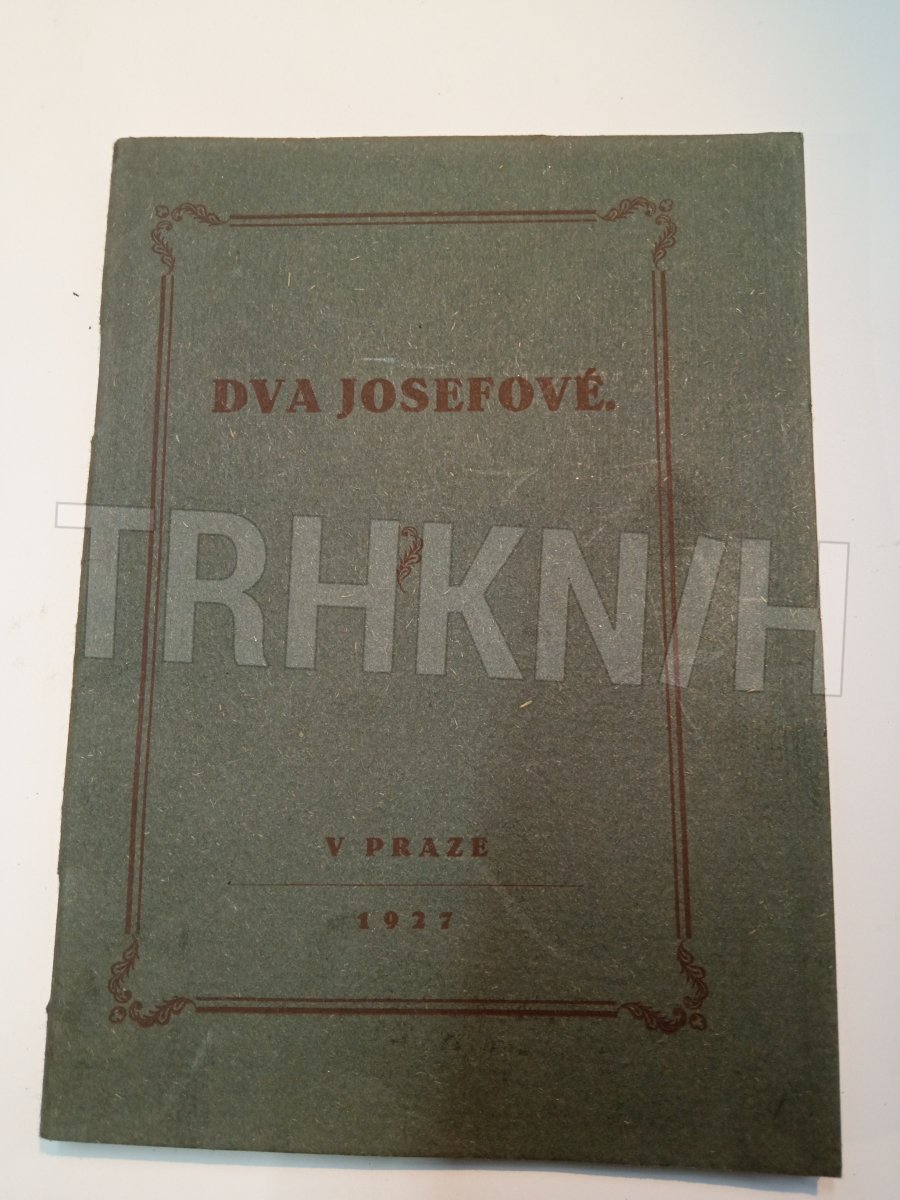 DVA JOSEFOVÉ.
TRHKNIH
V PRAZE
1927